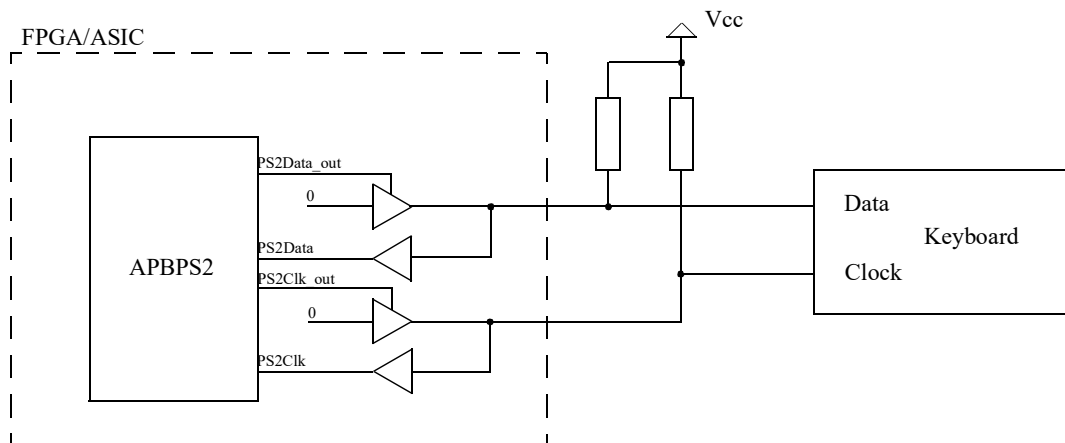 Vcc
FPGA/ASIC
PS2Data_out
0
Data
PS2Data
Keyboard
APBPS2
Clock
PS2Clk_out
0
PS2Clk